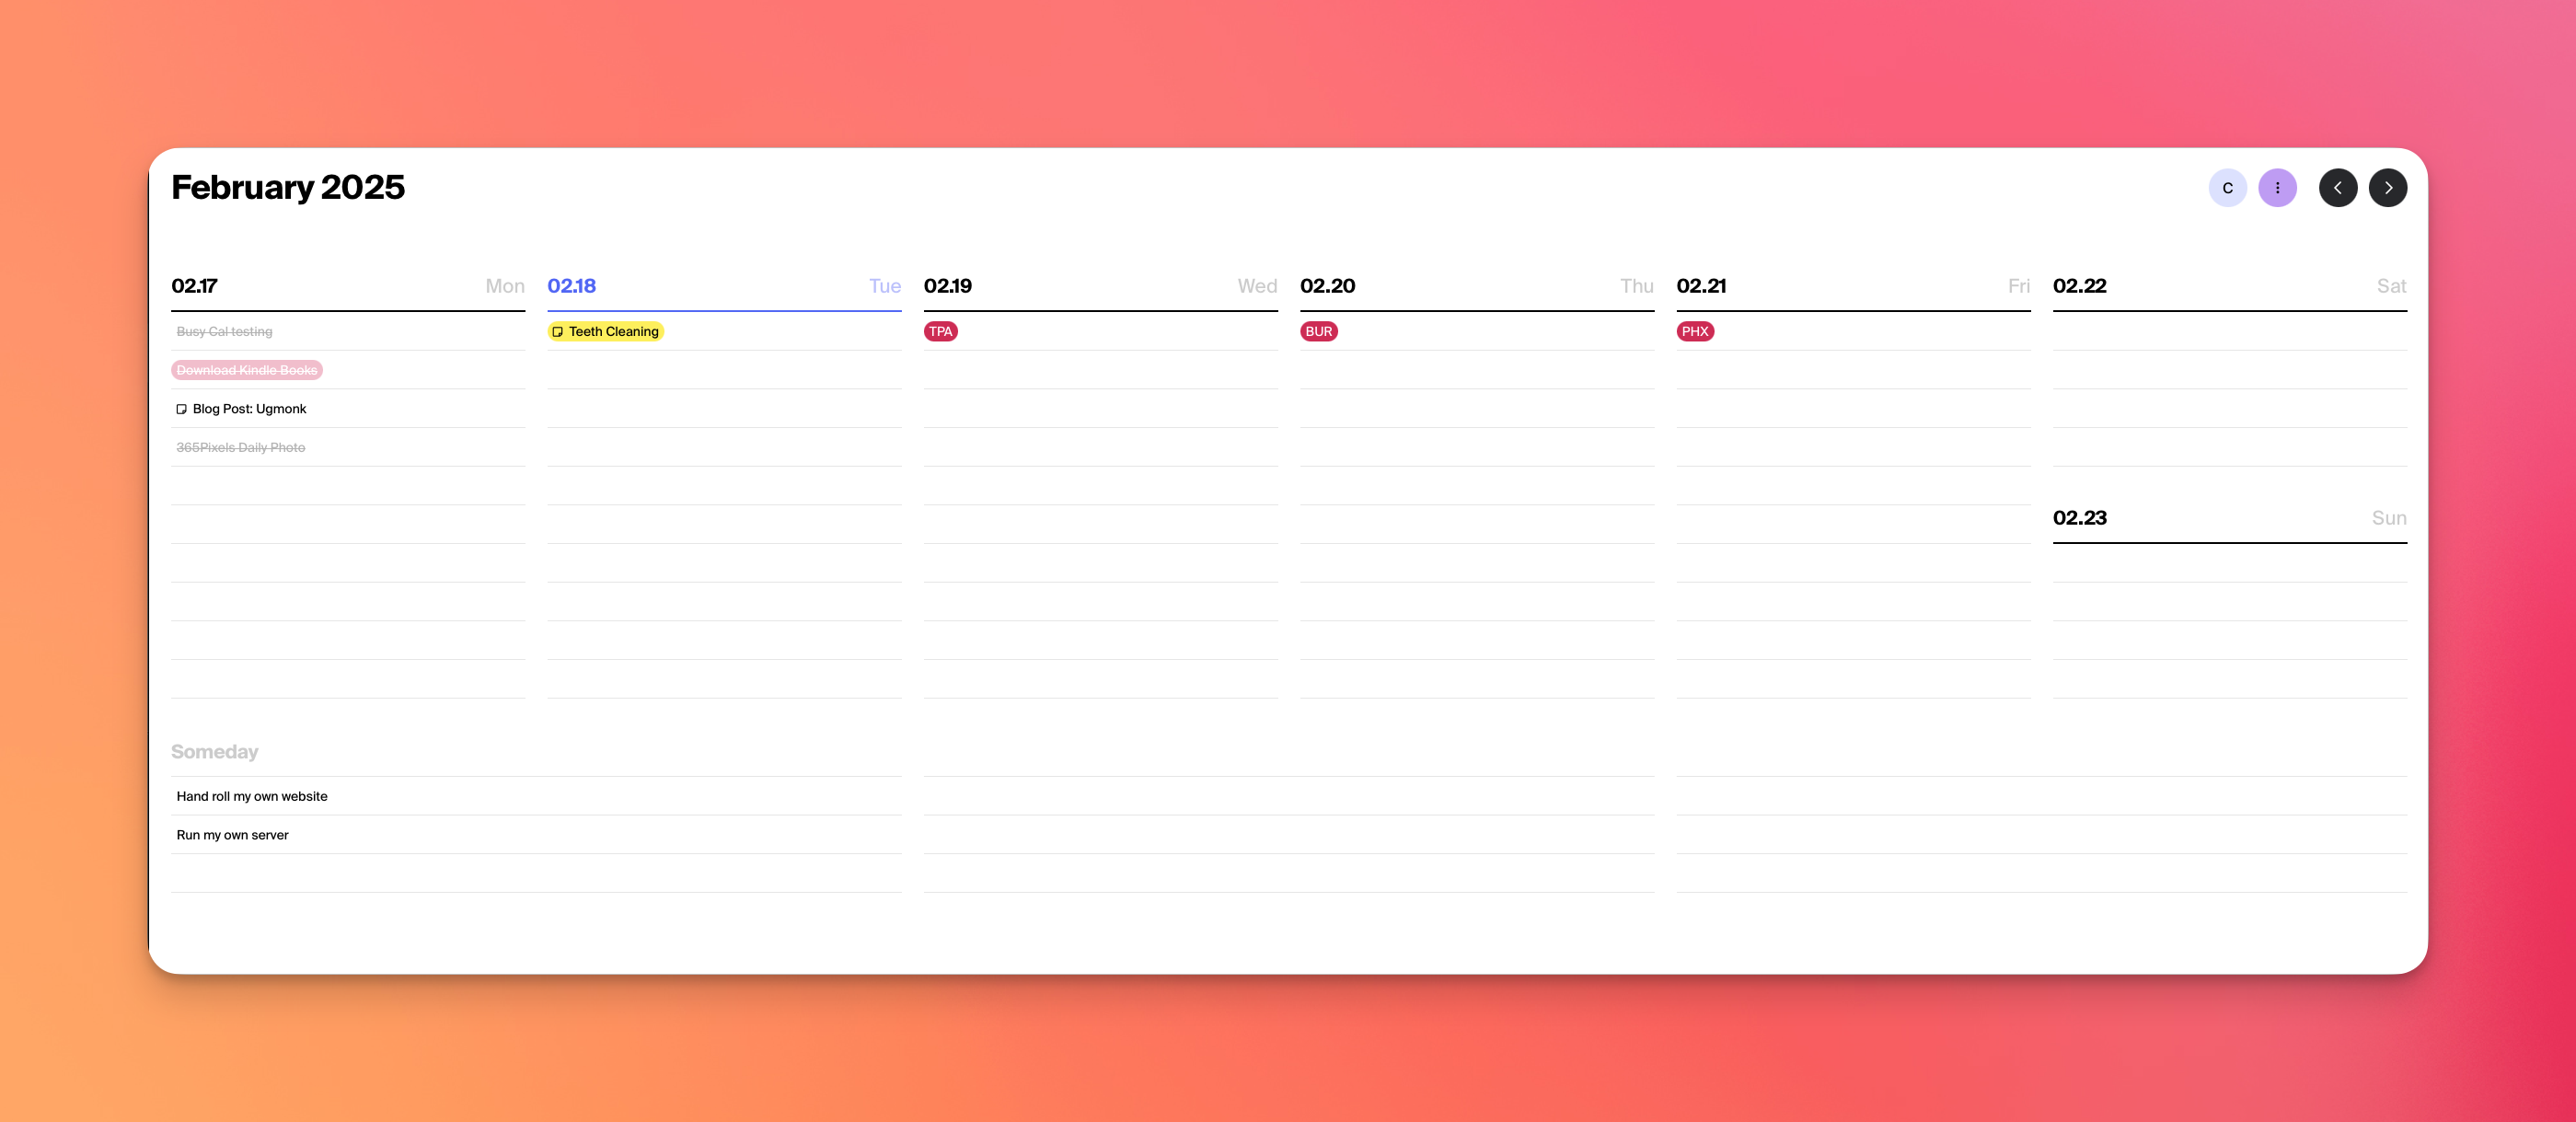 February 2025
C
02.17 Mon
Busy Cal testing
Download Kindle Books
Blog Post: Ugmonk
365Pixels Daily Photo
02.18 Tue
Teeth Cleaning
02.19 Wed
TPA
02.20 Thu
BUR
02.21 Fri
PHX
02.22 Sat
02.23 Sun
Someday
Hand roll my own website
Run my own server